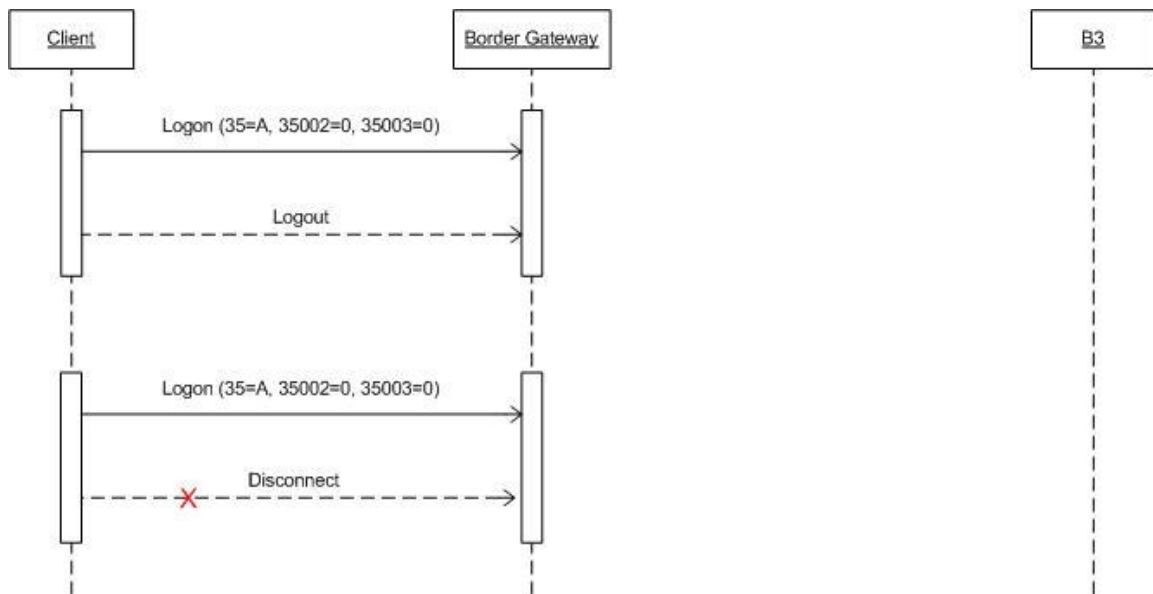 Client
Border Gateway
B3
Logon (35=A, 35002=0, 35003=0)
Logout
Logon (35=A, 35002=0, 35003=0)
Disconnect